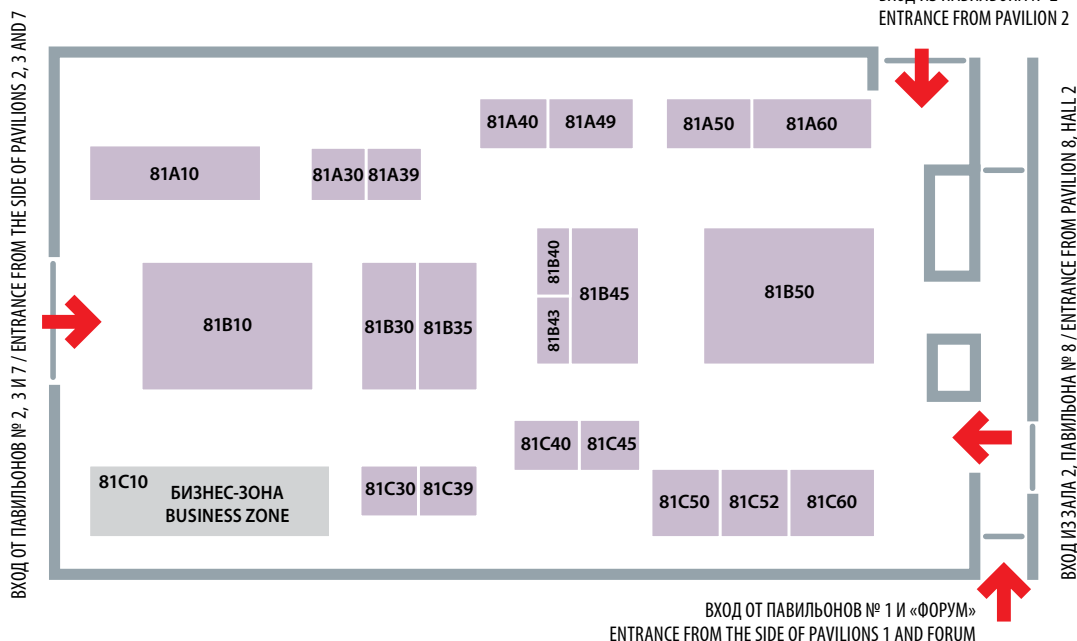 ENTRANCE FROM PAVILION 2
ВХОД ОТ ПАВИЛЬОНОВ № 2, 3 И 7 / ENTRANCE FROM THE SIDE OF PAVILIONS 2, 3 AND 7
81A40 81A49 81A50 81A60
81A10 81A30 81A39
81B40
81B43
81B45
81B50
81B10 81B30 81B35
81C40 81C45
81C10
БИЗНЕС-ЗОНА
BUSINESS ZONE
81C30 81C39
81C50 81C52 81C60
ВХОД ИЗ ЗАЛА 2, ПАВИЛЬОНА № 8 / ENTRANCE FROM PAVILION 8, HALL 2
ВХОД ОТ ПАВИЛЬОНОВ № 1 И «ФОРУМ»
ENTRANCE FROM THE SIDE OF PAVILIONS 1 AND FORUM